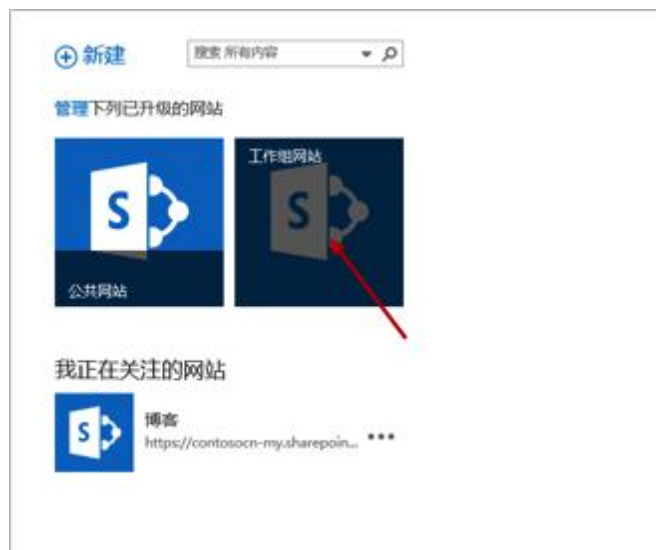 新建
搜索 所有内容
管理下列已升级的网站
工作组网站
S
S
公共网站
我正在关注的网站
S
博客
https://contosocn-my.sharepoin...